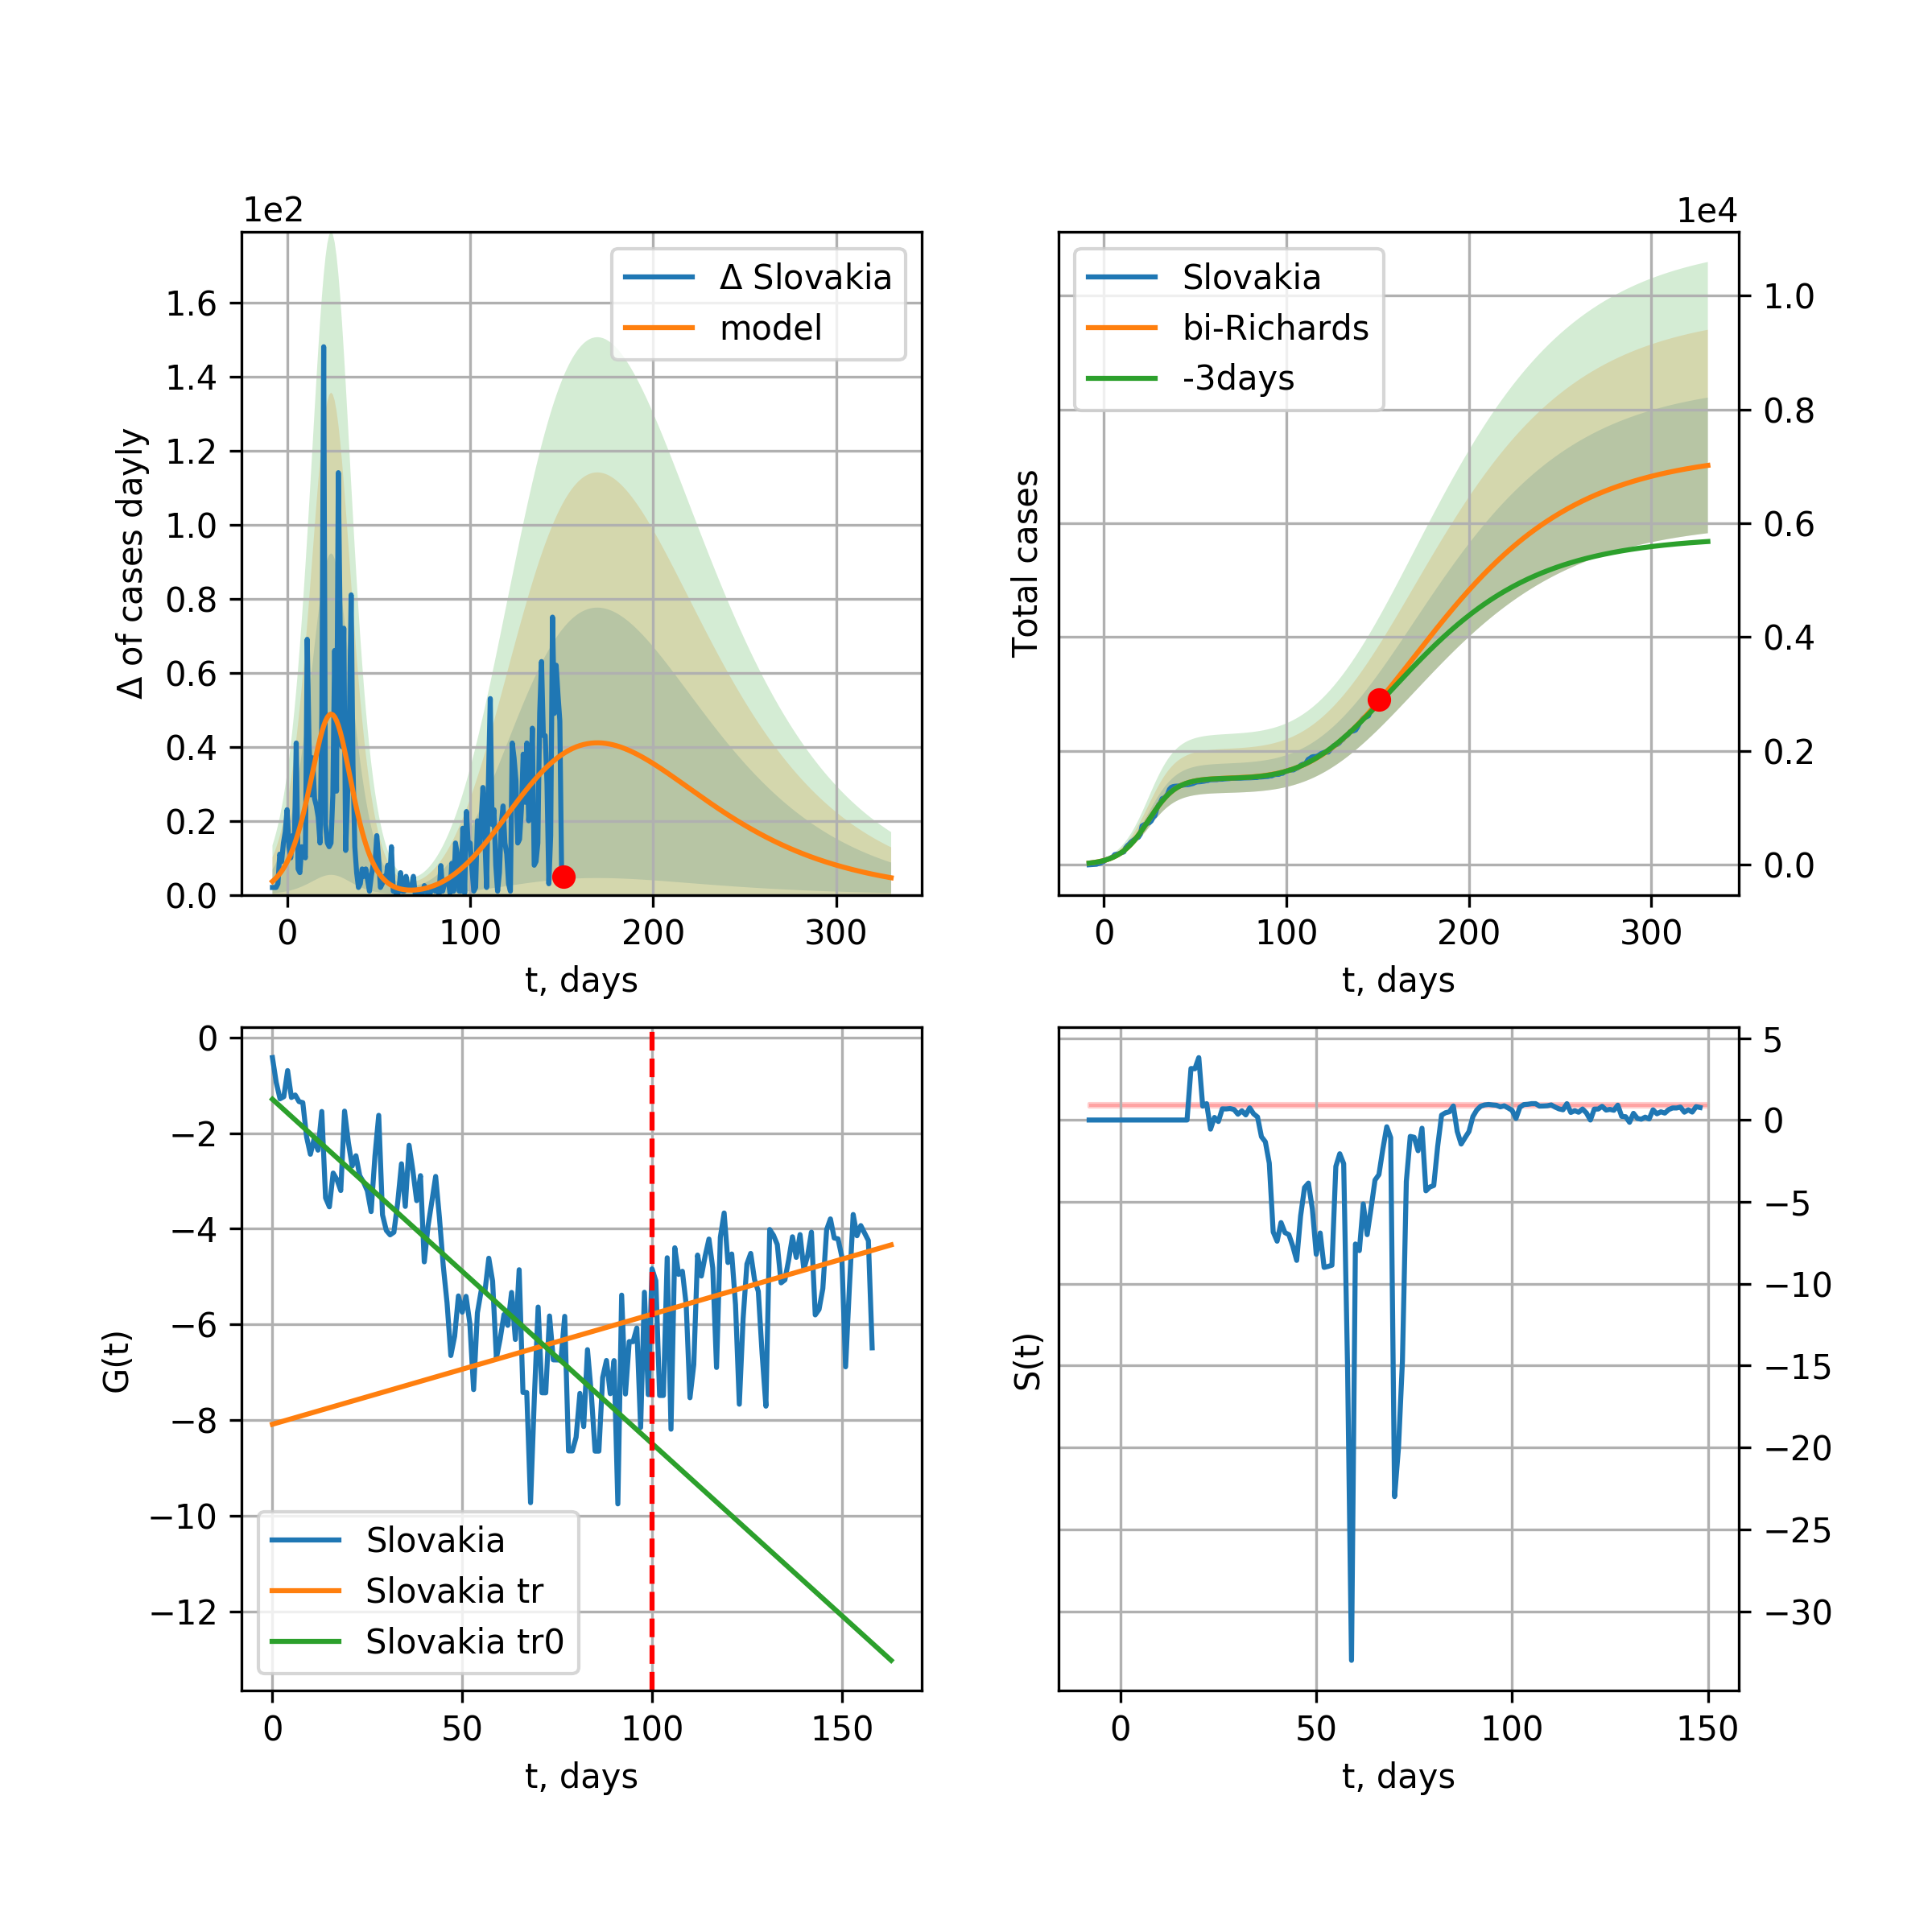 1e2
Δ of cases dayly
1.6
1.4
1.2
1.0
0.8
0.6
0.4
0.2
0.0
0
100
200
300
t, days
Δ Slovakia
model
1e4
Total cases
Slovakia
bi-Richards
-3days
1.0
0.8
0.6
0.4
0.2
0.0
0
100
200
300
t, days
G(t)
0
−2
−4
−6
−8
−10
−12
Slovakia
Slovakia tr
Slovakia tr0
0
50
100
150
t, days
S(t)
5
0
−5
−10
−15
−20
−25
−30
0
50
100
150
t, days